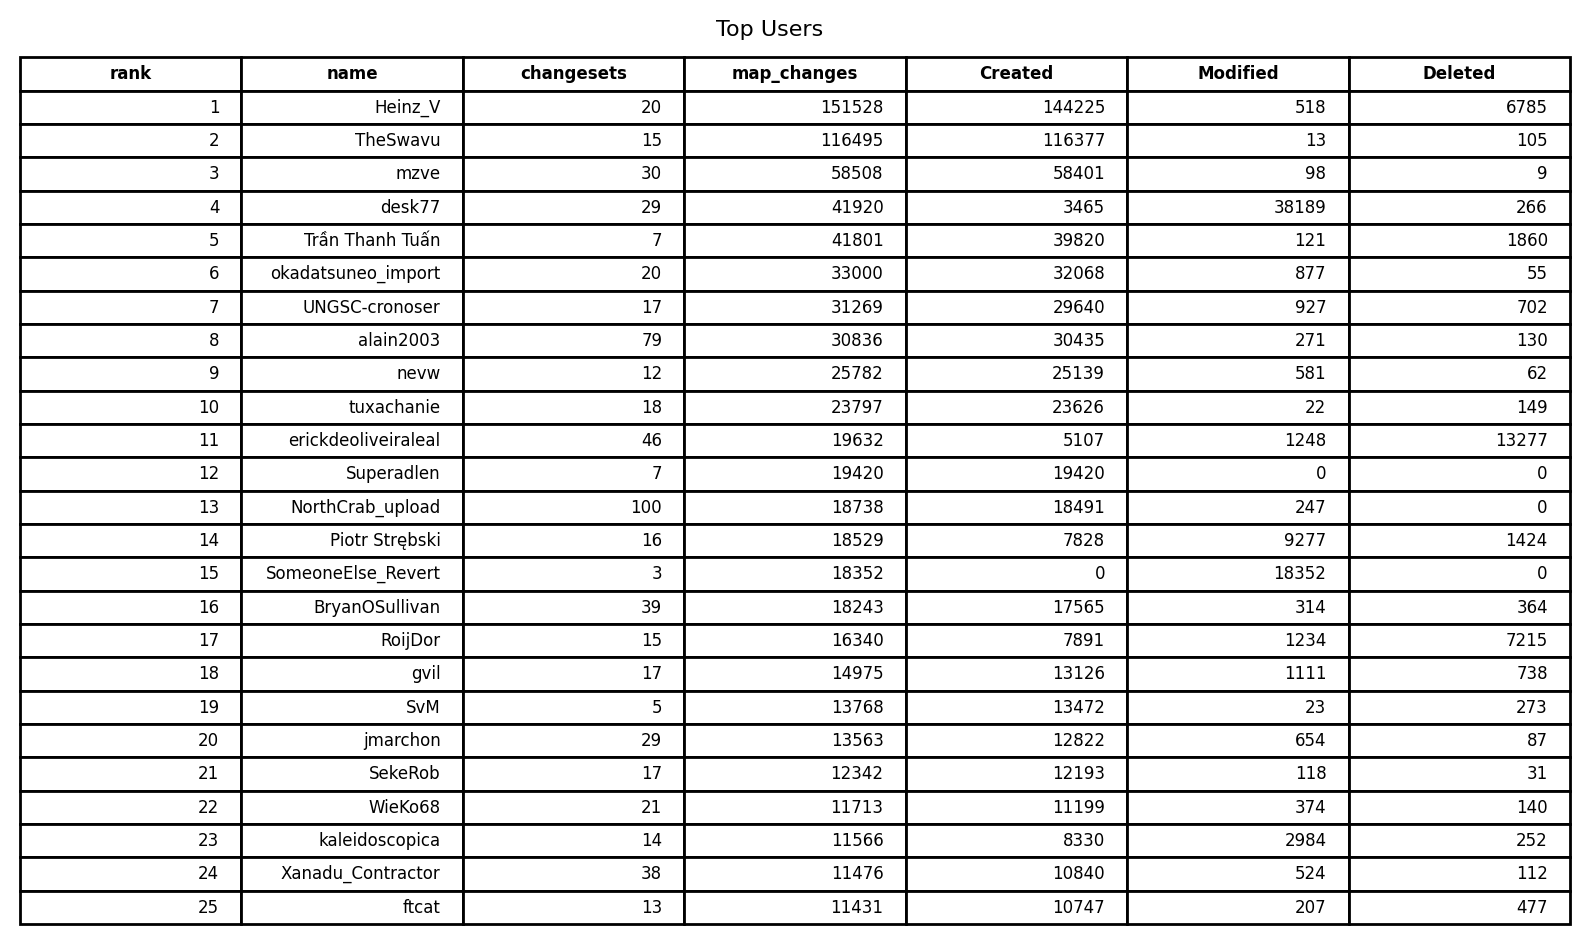 Top Users
rank name changesets map_changes Created Modified Deleted
1 Heinz_V 20 151528 144225 518 6785
2 TheSwavu 15 116495 116377 13 105
3 mzve 30 58508 58401 98 9
4 desk77 29 41920 3465 38189 266
5 Trần Thanh Tuấn 7 41801 39820 121 1860
6 okadatsuneo_import 20 33000 32068 877 55
7 UNGSC-cronoser 17 31269 29640 927 702
8 alain2003 79 30836 30435 271 130
9 nevw 12 25782 25139 581 62
10 tuxachanie 18 23797 23626 22 149
11 erickdeoliveiraleal 46 19632 5107 1248 13277
12 Superadlen 7 19420 19420 0 0
13 NorthCrab_upload 100 18738 18491 247 0
14 Piotr Strębski 16 18529 7828 9277 1424
15 SomeoneElse_Revert 3 18352 0 18352 0
16 BryanOSullivan 39 18243 17565 314 364
17 RoijDor 15 16340 7891 1234 7215
18 gvil 17 14975 13126 1111 738
19 SvM 5 13768 13472 23 273
20 jmarchon 29 13563 12822 654 87
21 SekeRob 17 12342 12193 118 31
22 WieKo68 21 11713 11199 374 140
23 kaleidoscopica 14 11566 8330 2984 252
24 Xanadu_Contractor 38 11476 10840 524 112
25 ftcat 13 11431 10747 207 477